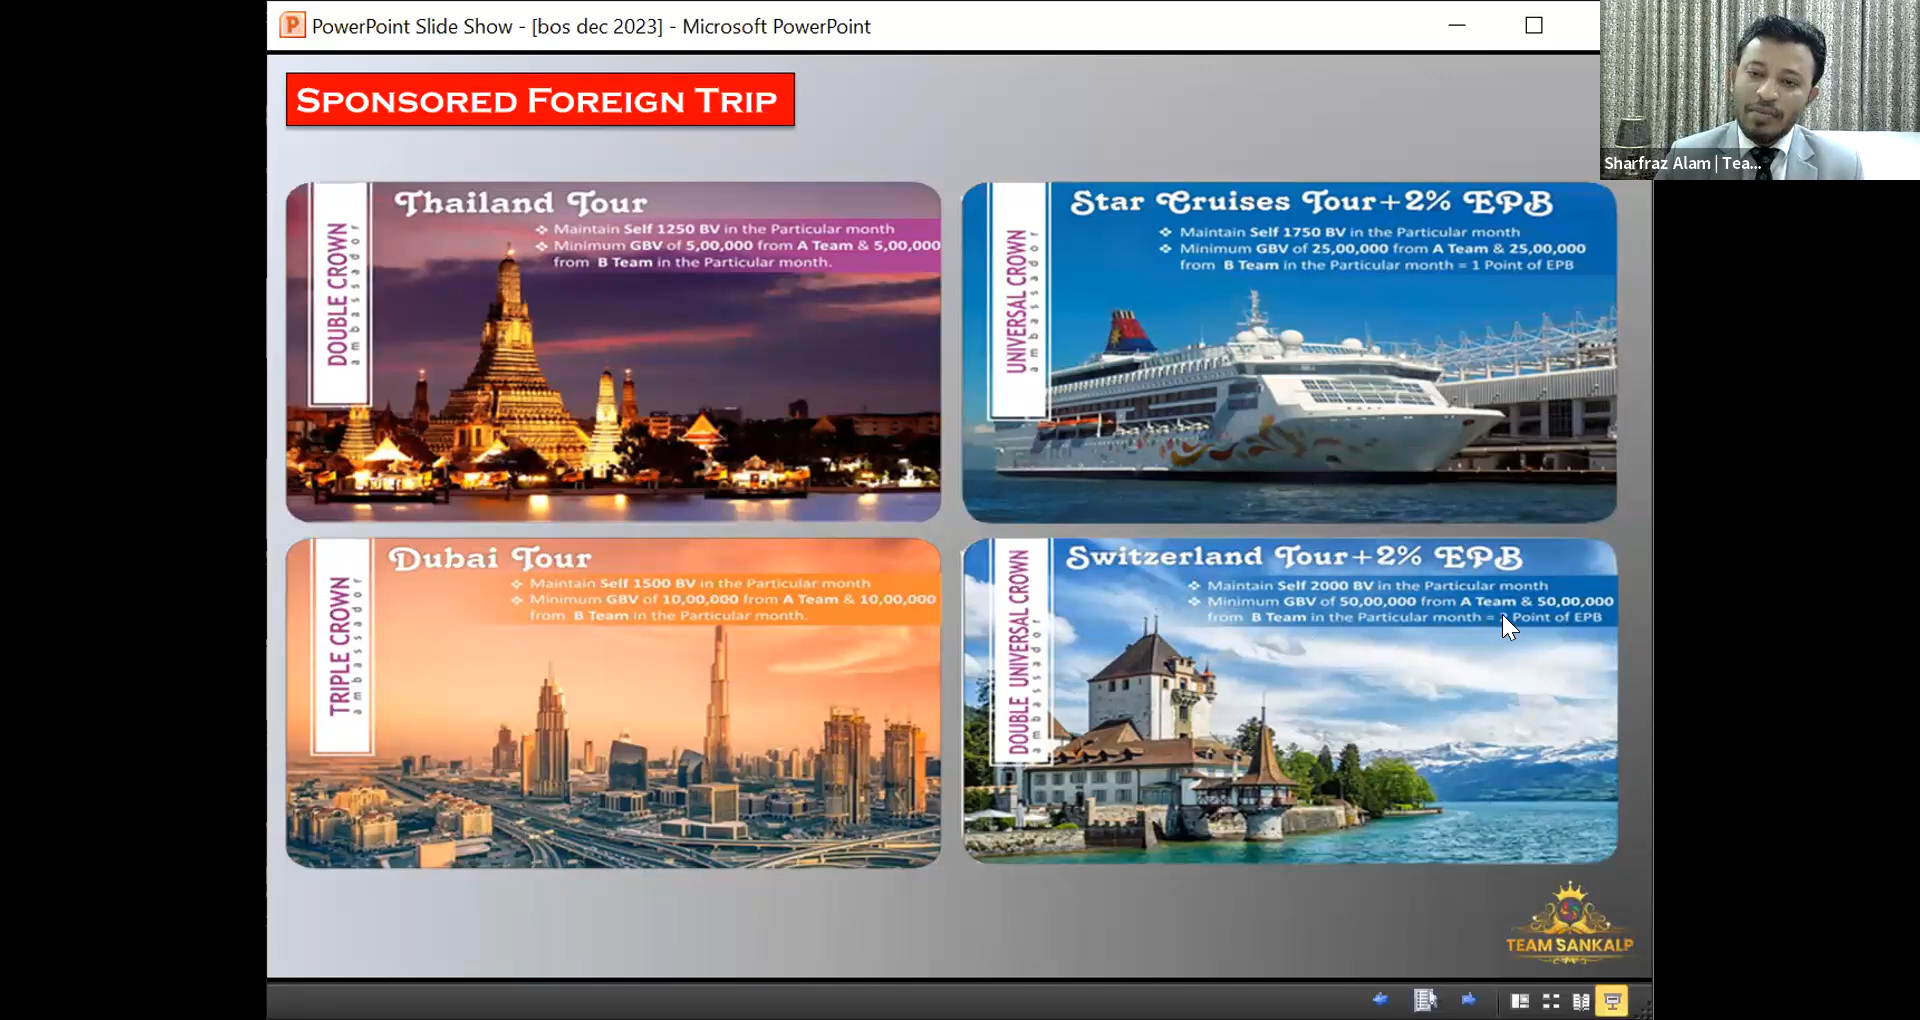 PowerPoint Slide Show - [bos dec 2023] - Microsoft PowerPoint
Sharfraz Alam | Tea...
SPONSORED FOREIGN TRIP
DOUBLE CROWN
ambassador
Thailand Tour
❖ Maintain Self 1250 BV in the Particular month
❖ Minimum GBV of 5,00,000 from A Team & 5,00,000
from B Team in the Particular month.
UNIVERSAL CROWN
ambassador
Star Cruises Tour+2% EPB
❖ Maintain Self 1750 BV in the Particular month
❖ Minimum GBV of 25,00,000 from A Team & 25,00,000
from B Team in the Particular month = 1 Point of EPB
TRIPLE CROWN
ambassador
Dubai Tour
❖ Maintain Self 1500 BV in the Particular month
❖ Minimum GBV of 10,00,000 from A Team & 10,00,000
from B Team in the Particular month.
DOUBLE UNIVERSAL CROWN
ambassador
Switzerland Tour+2% EPB
❖ Maintain Self 2000 BV in the Particular month
❖ Minimum GBV of 50,00,000 from A Team & 50,00,000
from B Team in the Particular month = Point of EPB
TEAM SANKALP